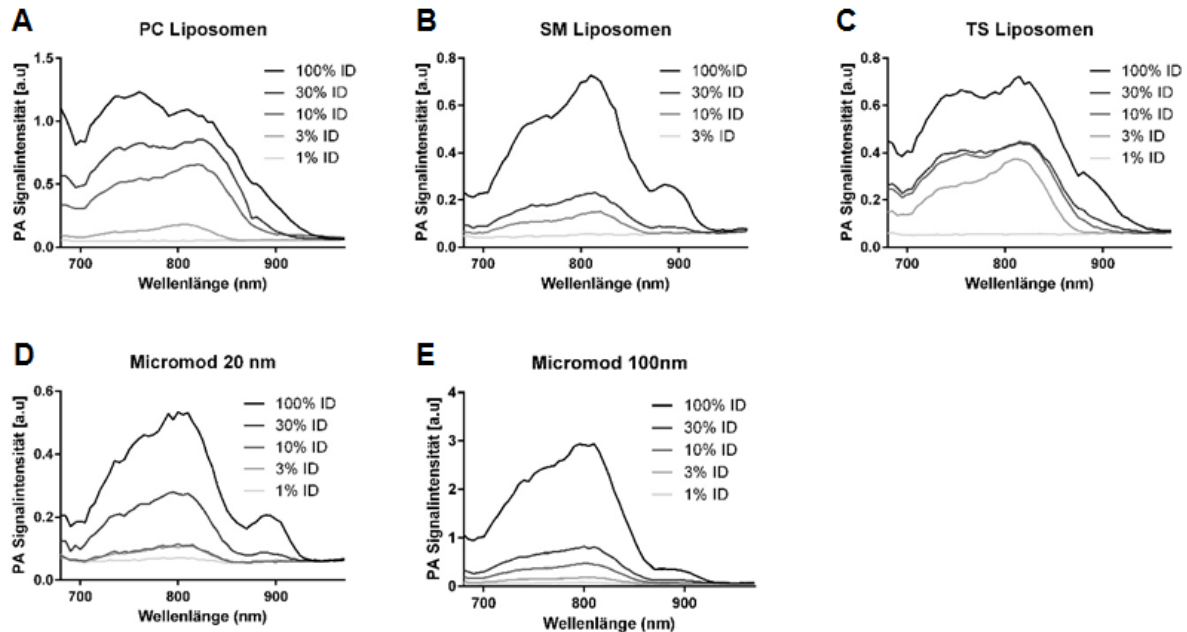 A
PC Liposomen
PA Signalintensität [a.u]
1.5
1.0
0.5
0.0
700
800
900
Wellenlänge (nm)
100% ID
30% ID
10% ID
3% ID
1% ID
B
SM Liposomen
PA Signalintensität [a.u]
0.8
0.6
0.4
0.2
0.0
700
800
900
Wellenlänge (nm)
100%ID
30% ID
10% ID
3% ID
C
TS Liposomen
PA Signalintensität [a.u]
0.8
0.6
0.4
0.2
0.0
700
800
900
Wellenlänge (nm)
100% ID
30% ID
10% ID
3% ID
1% ID
D
Micromod 20 nm
PA Signalintensität [a.u]
0.6
0.4
0.2
0.0
700
800
900
Wellenlänge (nm)
100% ID
30% ID
10% ID
3% ID
1% ID
E
Micromod 100nm
PA Signalintensität [a.u]
4
3
2
1
0
700
800
900
Wellenlänge (nm)
100% ID
30% ID
10% ID
3% ID
1% ID